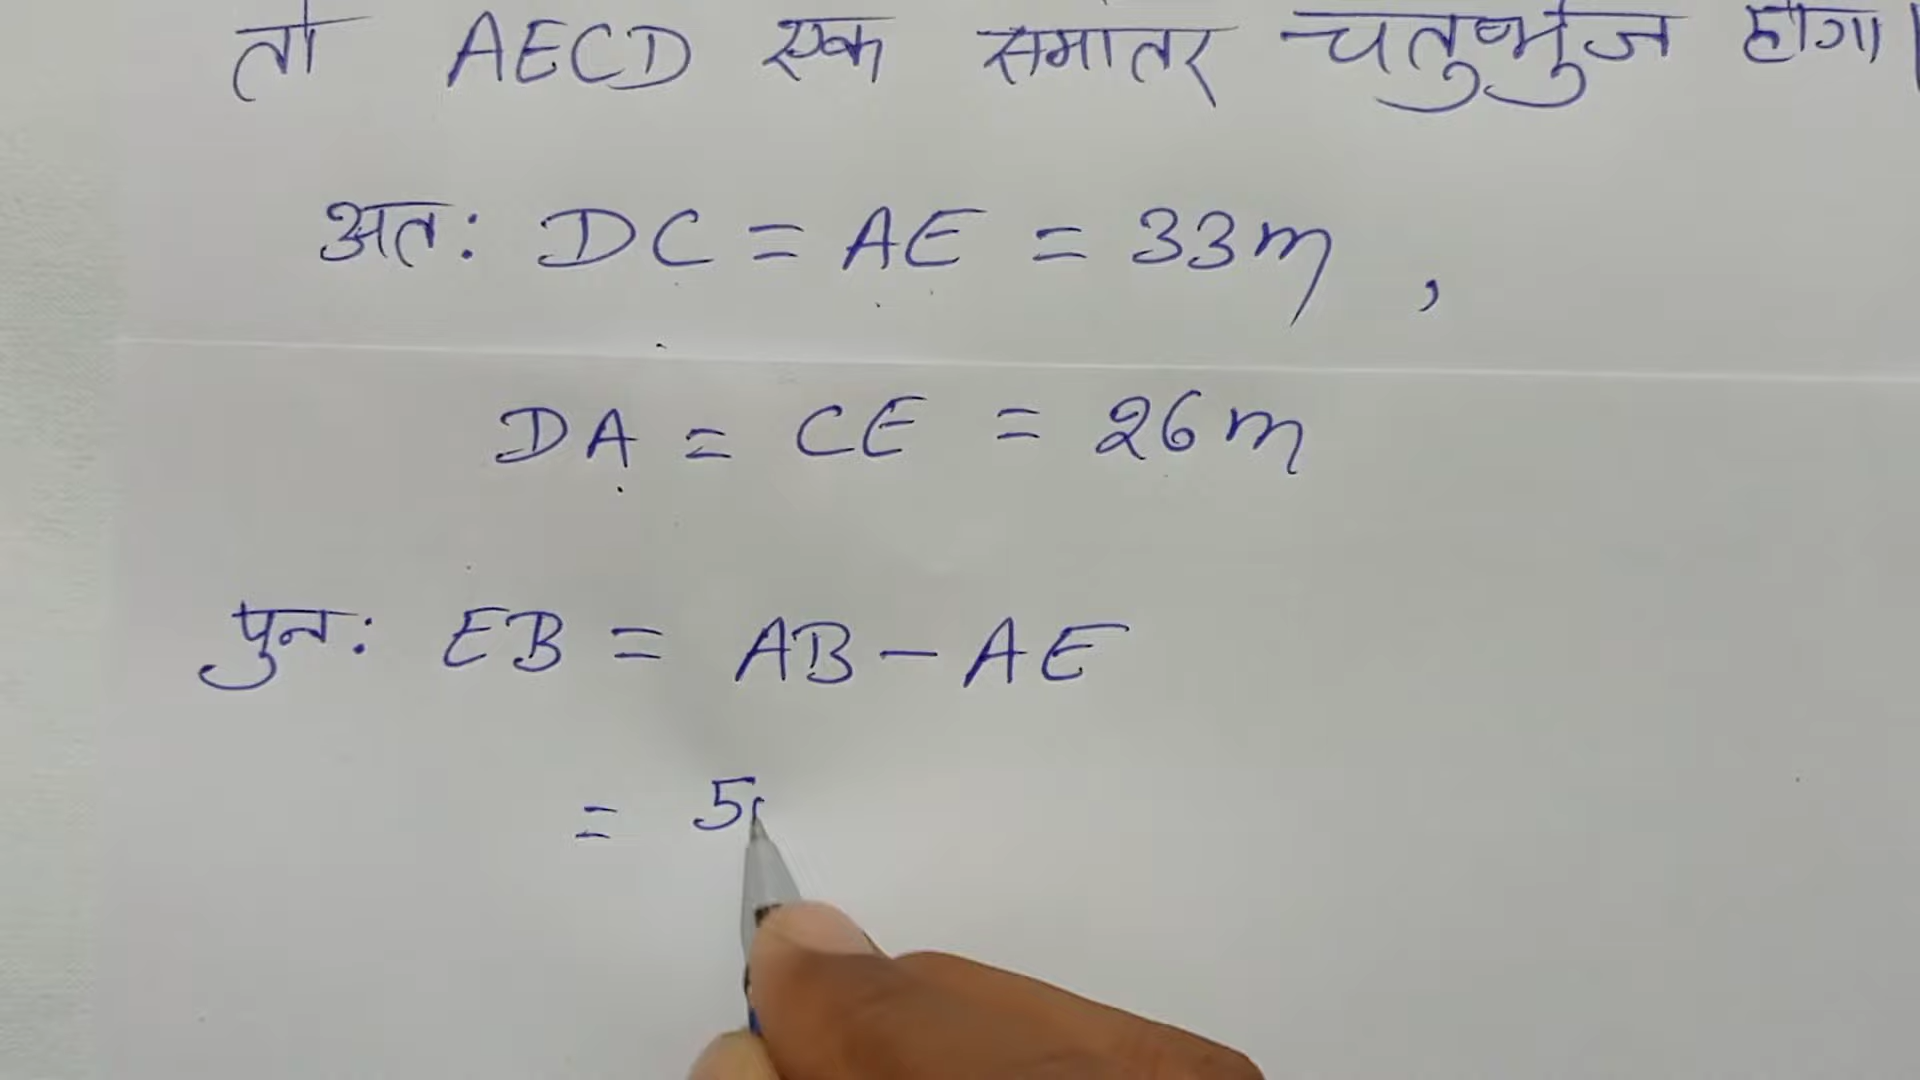 तो AECD एक समांतर चतुर्भुज होगा।
अत: DC = AE = 33m ,
DA = CE = 26m
पुन: EB = AB - AE
= 5